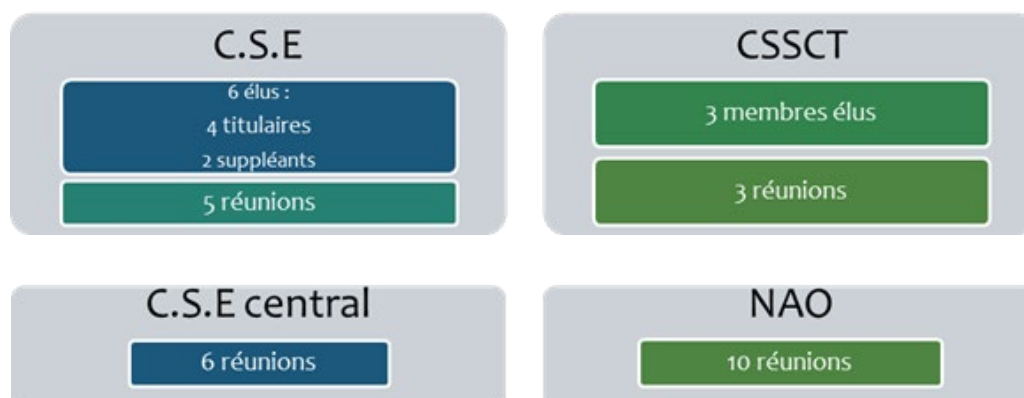 C.S.E
6 élus :
4 titulaires
2 suppléants
5 réunions
CSSCT
3 membres élus
3 réunions
C.S.E central
6 réunions
NAO
10 réunions